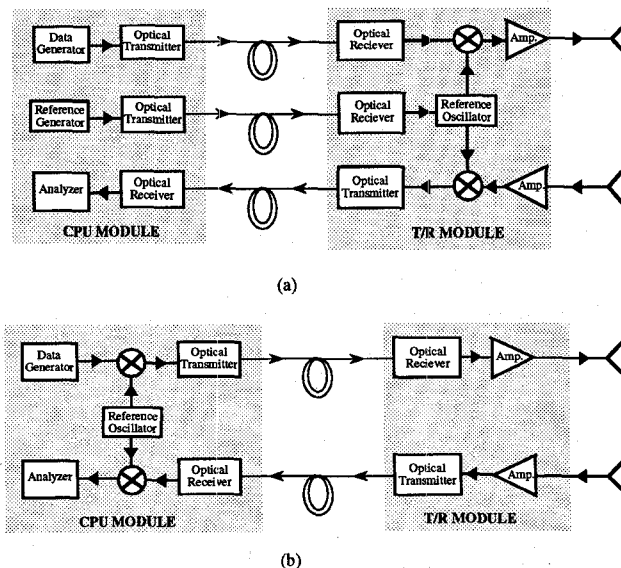 Data
Generator
Optical
Transmitter
Optical
Reciever
Amp.
Reference
Generator
Optical
Transmitter
Optical
Reciever
Reference
Oscillator
Analyzer
Optical
Receiver
Optical
Transmitter
Amp.
CPU MODULE
T/R MODULE
(a)
Data
Generator
Optical
Transmitter
Optical
Reciever
Amp.
Reference
Oscillator
Analyzer
Optical
Receiver
Optical
Transmitter
Amp.
CPU MODULE
T/R MODULE
(b)